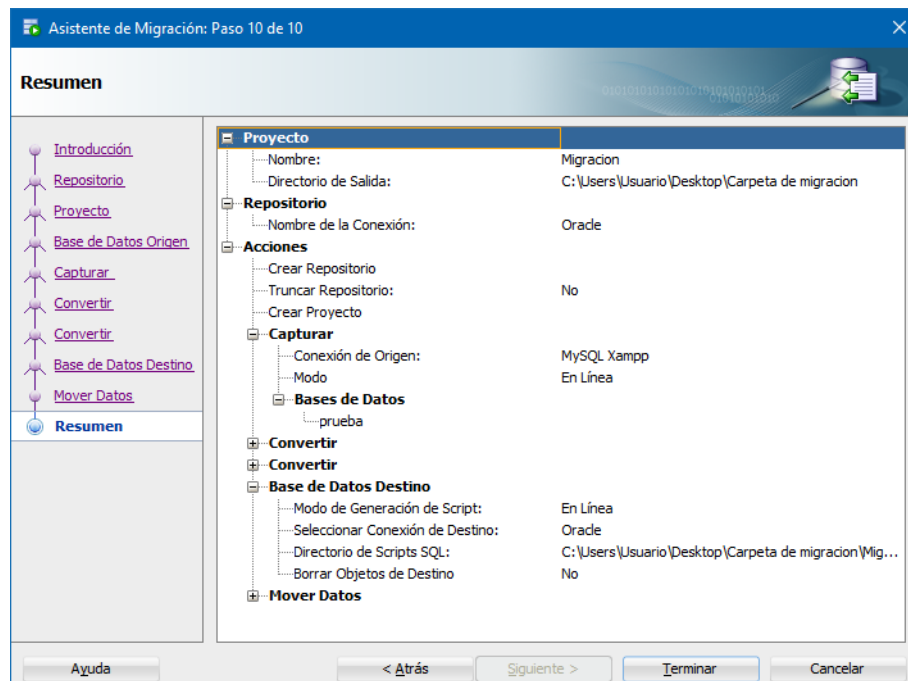 Asistente de Migración: Paso 10 de 10
Resumen
Introducción
Repositorio
Proyecto
Base de Datos Origen
Capturar
Convertir
Convertir
Base de Datos Destino
Mover Datos
Resumen
Proyecto
Nombre: Migracion
Directorio de Salida: C:\Users\Usuario\Desktop\Carpeta de migracion
Repositorio
Nombre de la Conexión: Oracle
Acciones
Crear Repositorio
Truncar Repositorio: No
Crear Proyecto
Capturar
Conexión de Origen: MySQL Xampp
Modo En Línea
Bases de Datos
prueba
Convertir
Convertir
Base de Datos Destino
Modo de Generación de Script: En Línea
Seleccionar Conexión de Destino: Oracle
Directorio de Scripts SQL: C:\Users\Usuario\Desktop\Carpeta de migracion\Mig...
Borrar Objetos de Destino No
Mover Datos
Ayuda < Atrás Siguiente > Terminar Cancelar